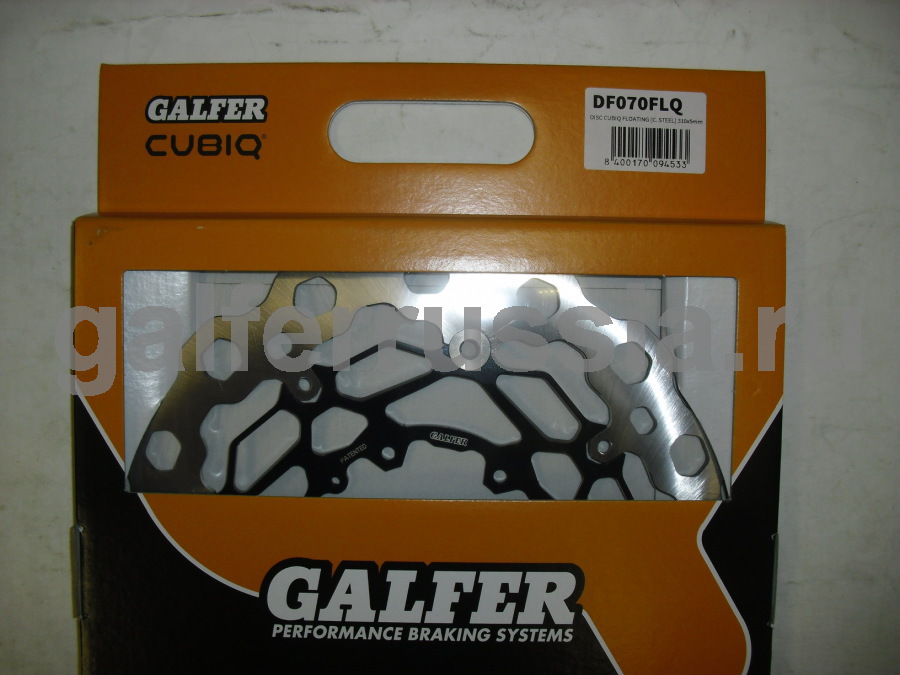 GALFER
CUBIQ®
DF070FLQ
DISC CUBIQ FLOATING (C. STEEL) 310x5mm
8 400170 094533
galferrussia.ru
GALFER
PATENTED
GALFER
PERFORMANCE BRAKING SYSTEMS